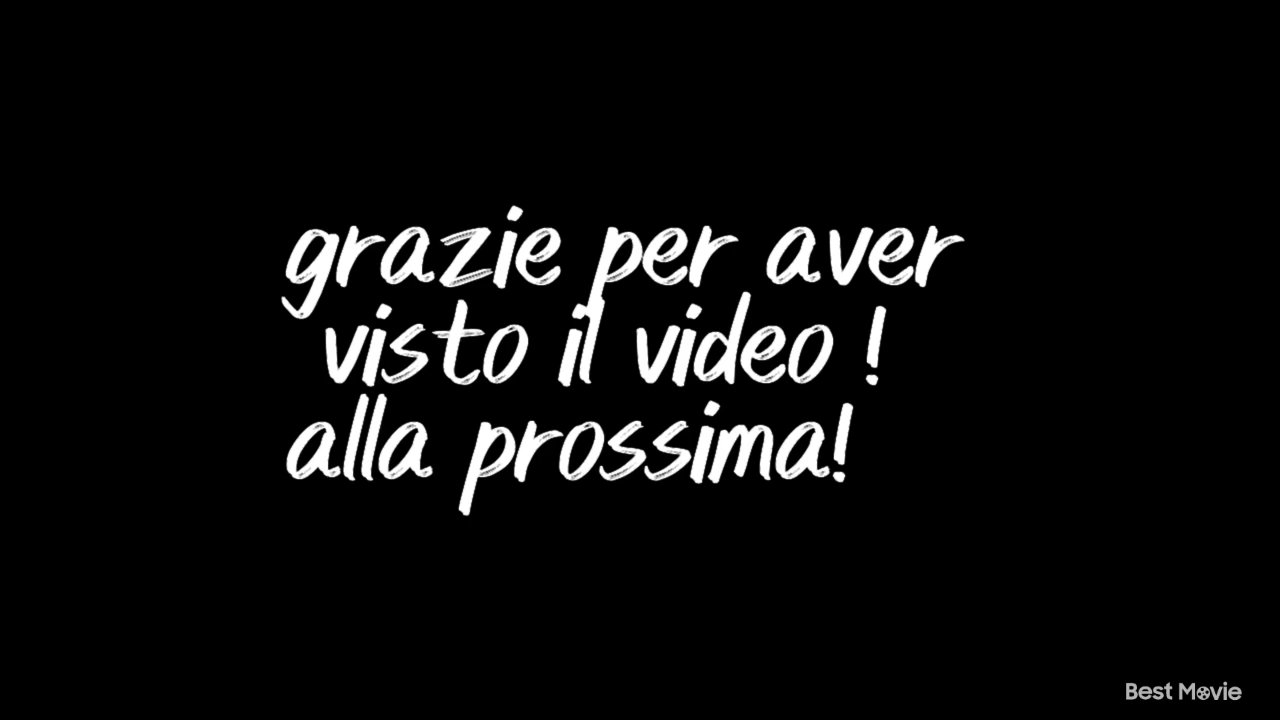 grazie per aver
visto il video !
alla prossima!
Best Movie